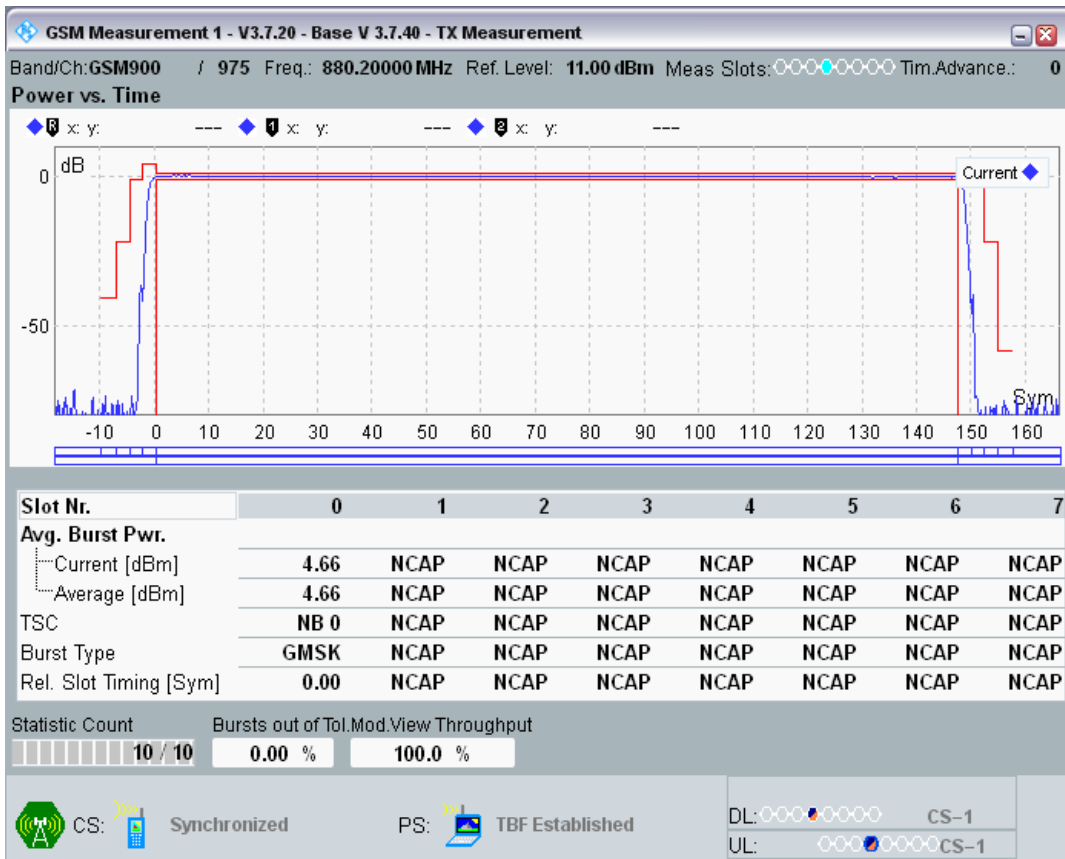 GSM Measurement 1 - V3.7.20 - Base V 3.7.40 - TX Measurement
Band/Ch:GSM900 / 975 Freq.: 880.20000 MHz Ref. Level: 11.00 dBm Meas Slots: Tim.Advance.: 0
Power vs. Time
R x: y: --- 1 x: y: --- 2 x: y: ---
dB
Current
0
-50
Sym
-10 0 10 20 30 40 50 60 70 80 90 100 110 120 130 140 150 160
Slot Nr. 0 1 2 3 4 5 6 7
Avg. Burst Pwr.
Current [dBm] 4.66 NCAP NCAP NCAP NCAP NCAP NCAP NCAP
Average [dBm] 4.66 NCAP NCAP NCAP NCAP NCAP NCAP NCAP
TSC NB 0 NCAP NCAP NCAP NCAP NCAP NCAP NCAP
Burst Type GMSK NCAP NCAP NCAP NCAP NCAP NCAP NCAP
Rel. Slot Timing [Sym] 0.00 NCAP NCAP NCAP NCAP NCAP NCAP NCAP
Statistic Count Bursts out of Tol. Mod.View Throughput
10 / 10 0.00 % 100.0 %
CS: Synchronized PS: TBF Established
DL: CS-1
UL: CS-1